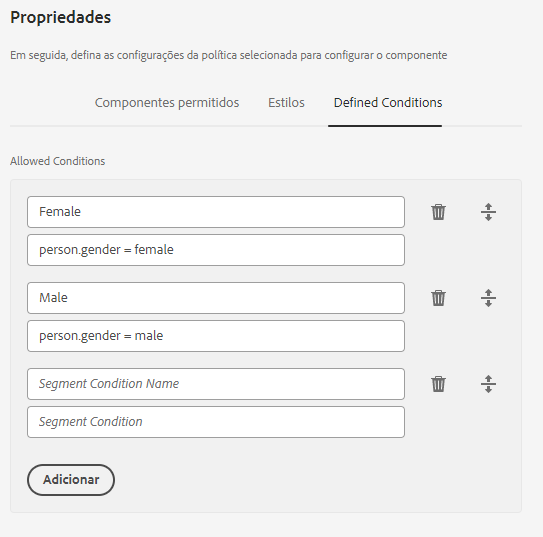 Propriedades
Em seguida, defina as configurações da política selecionada para configurar o componente
Componentes permitidos Estilos Defined Conditions
Allowed Conditions
Female
person.gender = female
Male
person.gender = male
Segment Condition Name
Segment Condition
Adicionar